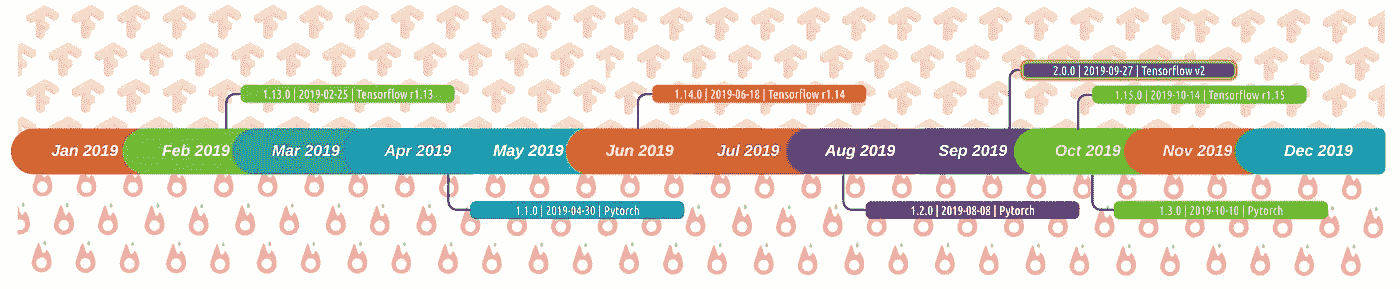 2.0.0 | 2019-09-27 | Tensorflow v2
1.13.0 | 2019-02-25 | Tensorflow r1.13
1.14.0 | 2019-06-18 | Tensorflow r1.14
1.15.0 | 2019-10-14 | Tensorflow r1.15
Jan 2019 Feb 2019 Mar 2019 Apr 2019 May 2019 Jun 2019 Jul 2019 Aug 2019 Sep 2019 Oct 2019 Nov 2019 Dec 2019
1.1.0 | 2019-04-30 | Pytorch
1.2.0 | 2019-08-08 | Pytorch
1.3.0 | 2019-10-10 | Pytorch